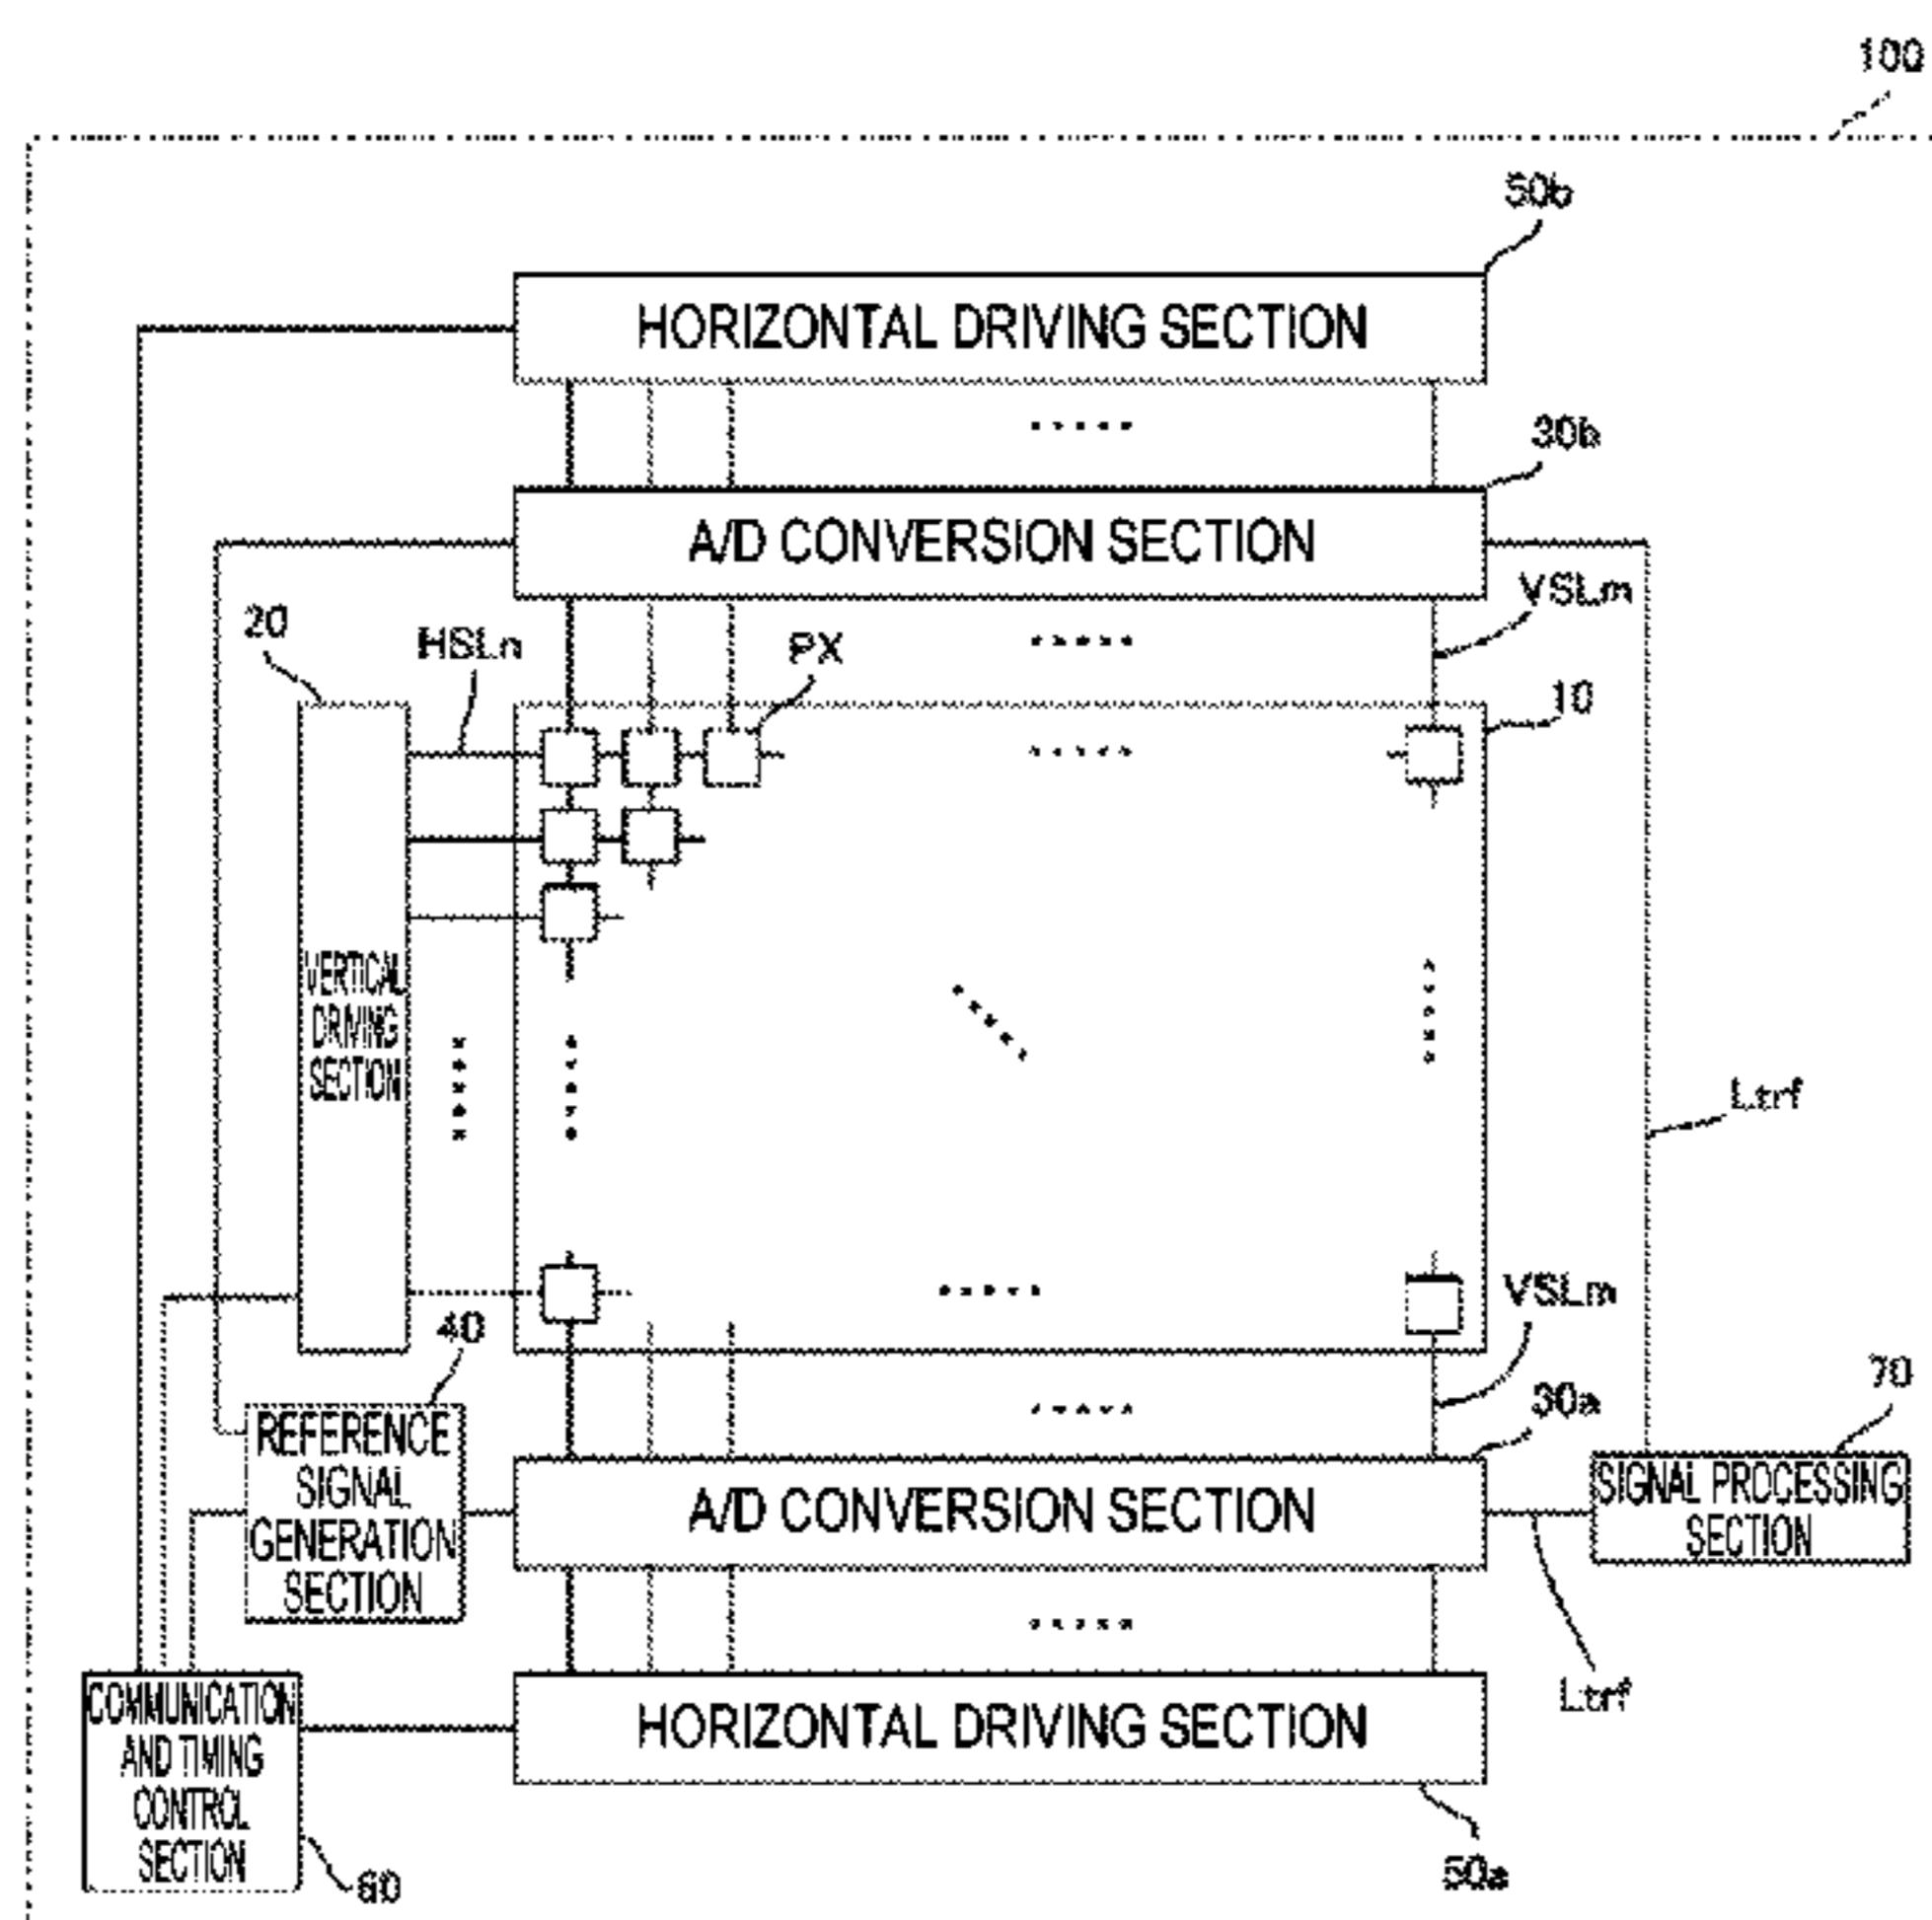 100
50b
HORIZONTAL DRIVING SECTION
30b
A/D CONVERSION SECTION
VSLm
20
HSLn
PX
10
VERTICAL
DRIVING
SECTION
Ltrf
VSLm
40
70
30a
REFERENCE
SIGNAL
GENERATION
SECTION
A/D CONVERSION SECTION
SIGNAL PROCESSING
SECTION
Ltrf
COMMUNICATION
AND TIMING
CONTROL
SECTION
HORIZONTAL DRIVING SECTION
60
50a